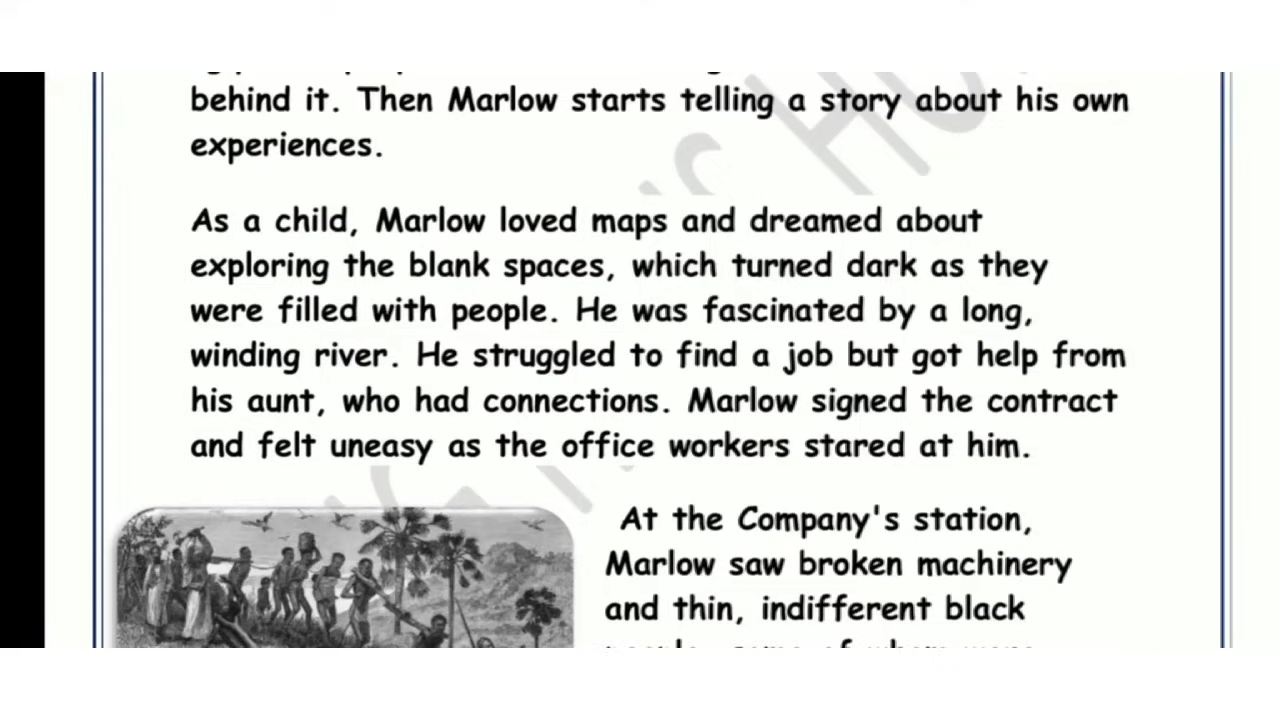 behind it. Then Marlow starts telling a story about his own
experiences.
As a child, Marlow loved maps and dreamed about
exploring the blank spaces, which turned dark as they
were filled with people. He was fascinated by a long,
winding river. He struggled to find a job but got help from
his aunt, who had connections. Marlow signed the contract
and felt uneasy as the office workers stared at him.
At the Company's station,
Marlow saw broken machinery
and thin, indifferent black